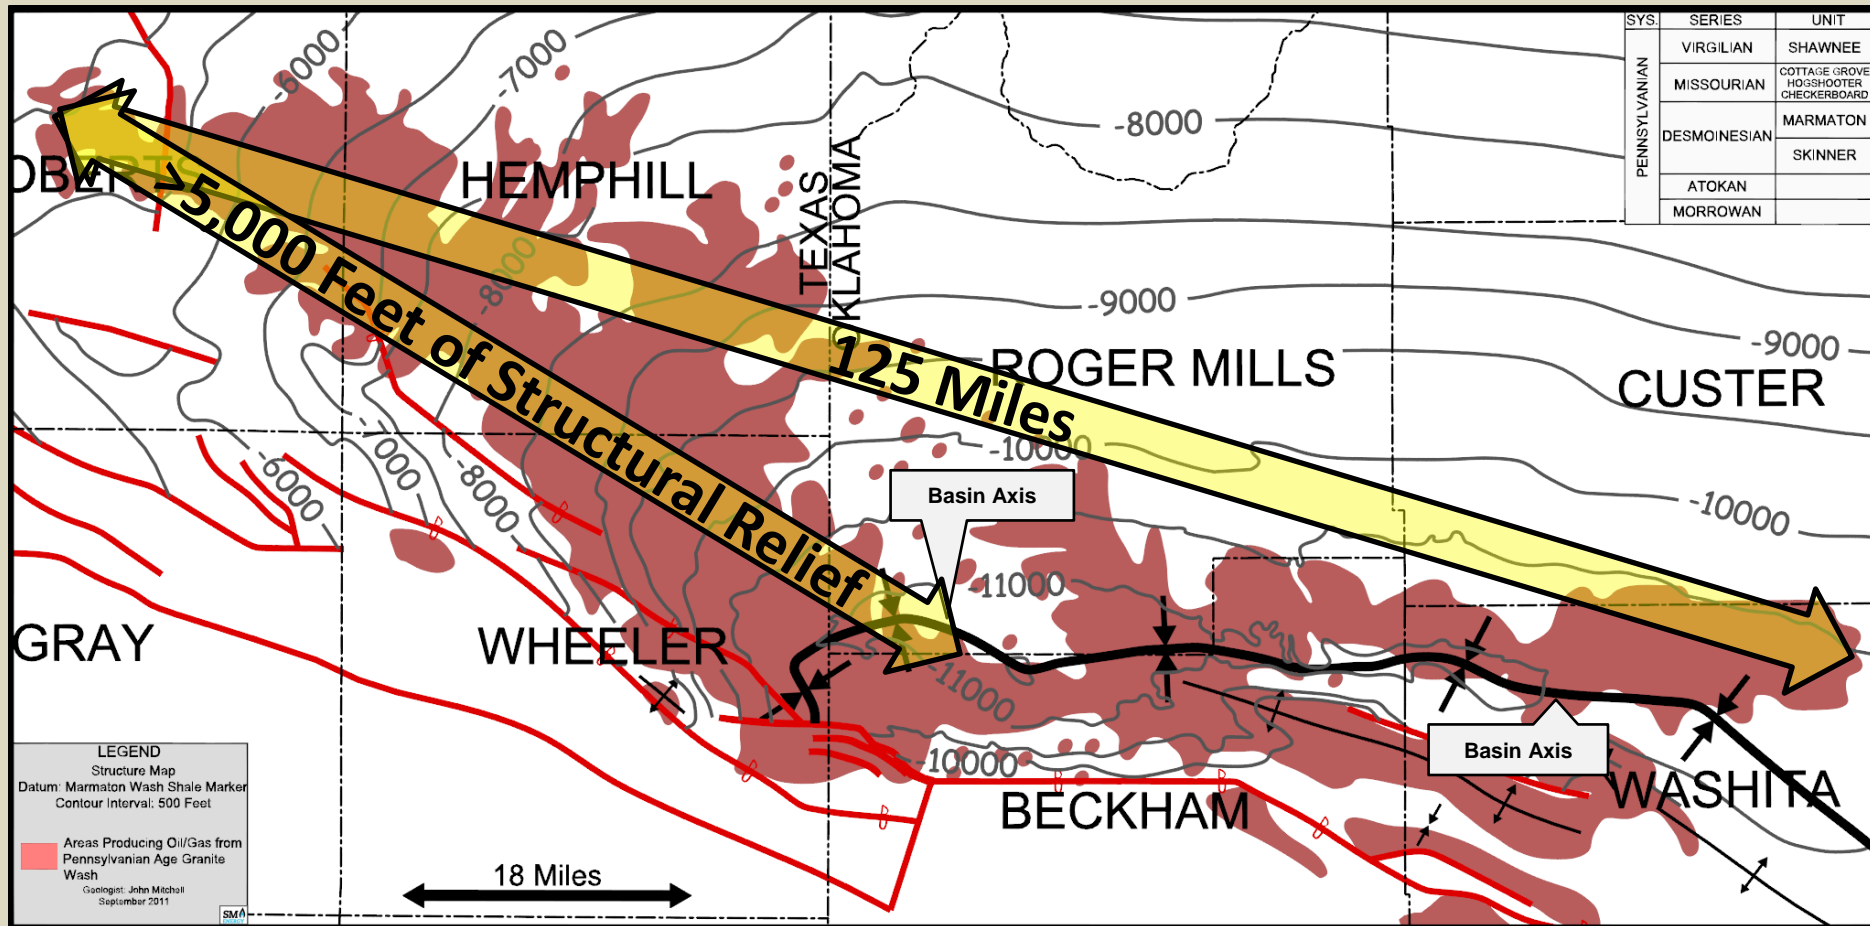 -6000
-7000
-8000
SYS.
SERIES
UNIT
PENNSYLVANIAN
VIRGILIAN
SHAWNEE
MISSOURIAN
COTTAGE GROVE
HOGSHOOTER
CHECKERBOARD
DESMOINESIAN
MARMATON
SKINNER
ATOKAN
MORROWAN
OBERTS
HEMPHILL
TEXAS
OKLAHOMA
>5,000 Feet of Structural Relief
-8000
-9000
-9000
125 Miles
ROGER MILLS
CUSTER
-6000
-7000
-8000
-10000
-10000
Basin Axis
-11000
GRAY
WHEELER
-11000
-10000
Basin Axis
BECKHAM
WASHITA
LEGEND
Structure Map
Datum: Marmaton Wash Shale Marker
Contour Interval: 500 Feet
Areas Producing Oil/Gas from
Pennsylvanian Age Granite
Wash
Geologist: John Mitchell
September 2011
SM
ENERGY
18 Miles